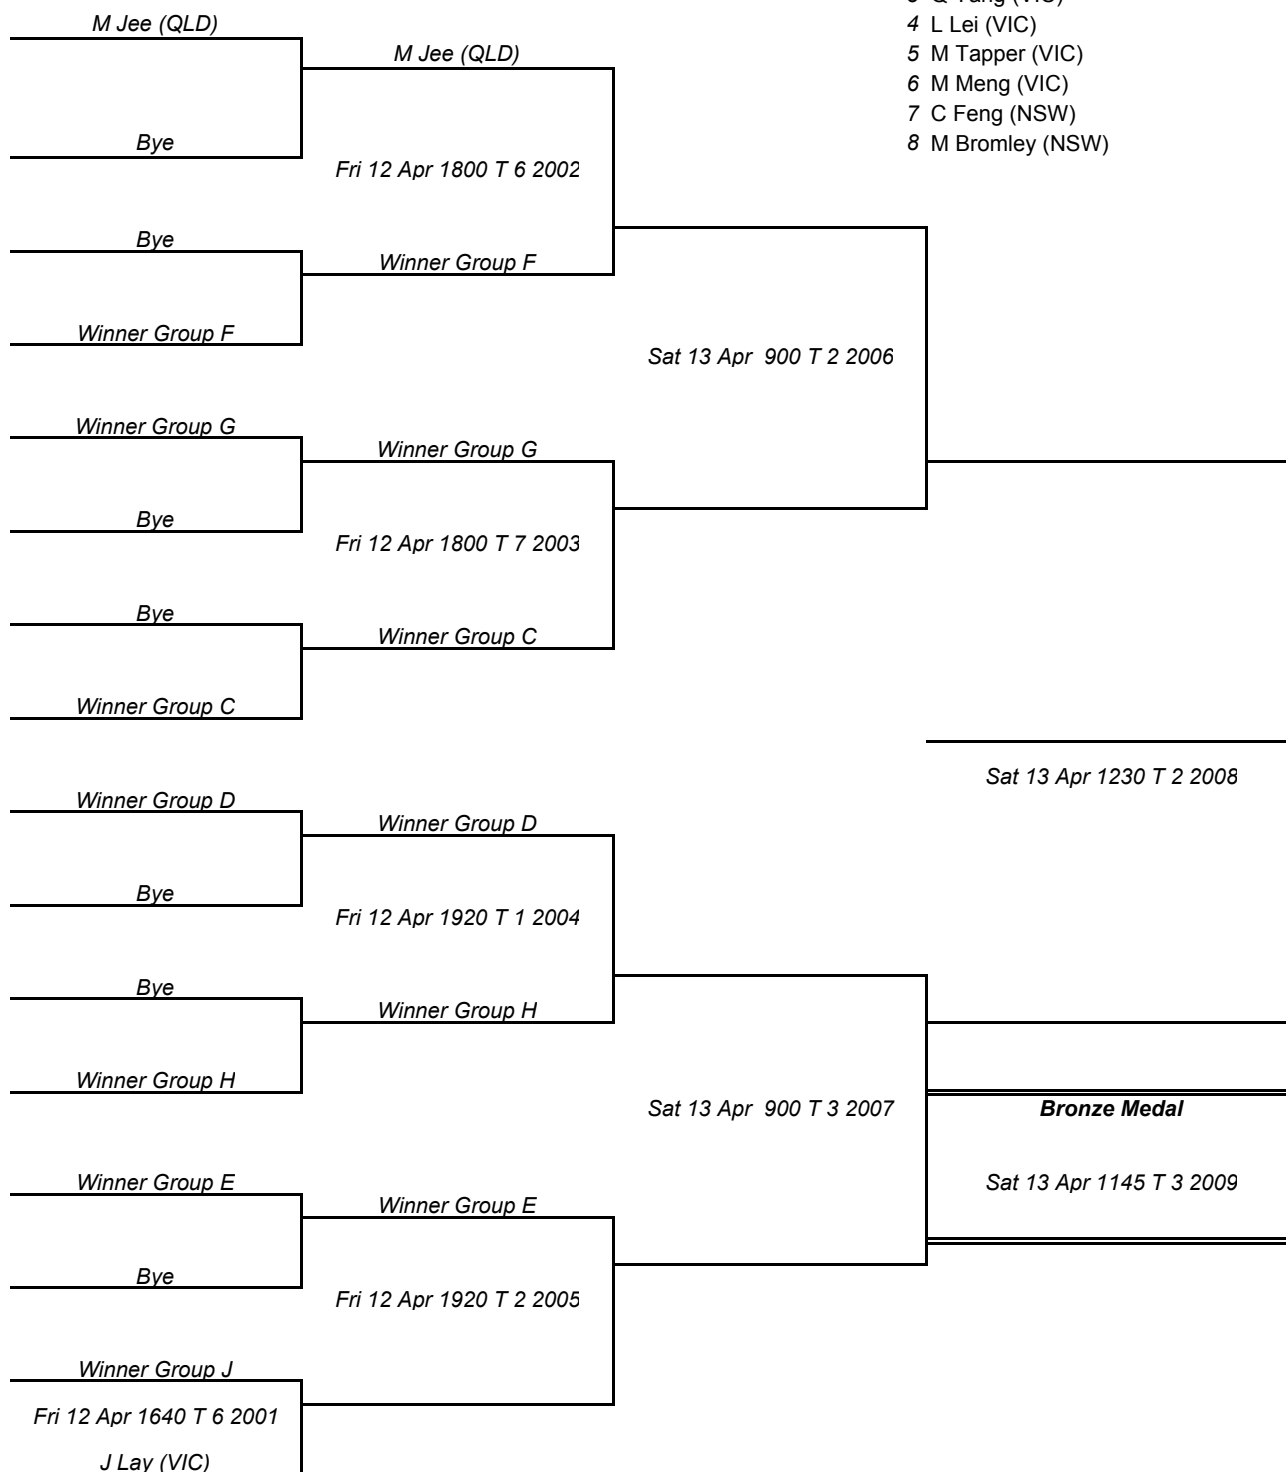 3 Q Yang (VIC)
M Jee (QLD)
4 L Lei (VIC)
M Jee (QLD)
5 M Tapper (VIC)
6 M Meng (VIC)
7 C Feng (NSW)
Bye
8 M Bromley (NSW)
Fri 12 Apr 1800 T 6 2002
Bye
Winner Group F
Winner Group F
Sat 13 Apr 900 T 2 2006
Winner Group G
Winner Group G
Bye
Fri 12 Apr 1800 T 7 2003
Bye
Winner Group C
Winner Group C
Sat 13 Apr 1230 T 2 2008
Winner Group D
Winner Group D
Bye
Fri 12 Apr 1920 T 1 2004
Bye
Winner Group H
Winner Group H
Sat 13 Apr 900 T 3 2007
Bronze Medal
Winner Group E
Sat 13 Apr 1145 T 3 2009
Winner Group E
Bye
Fri 12 Apr 1920 T 2 2005
Winner Group J
Fri 12 Apr 1640 T 6 2001
J Lay (VIC)